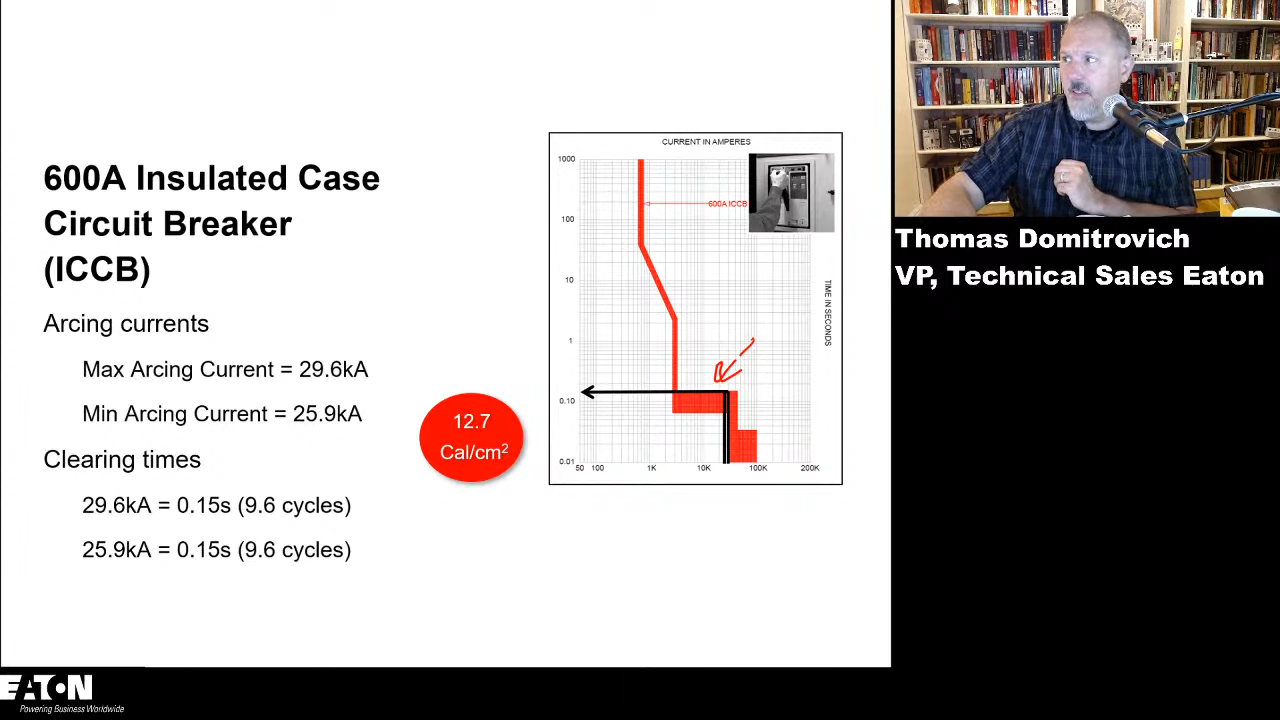 600A Insulated Case
Circuit Breaker
(ICCB)
Arcing currents
Max Arcing Current = 29.6kA
Min Arcing Current = 25.9kA
Clearing times
29.6kA = 0.15s (9.6 cycles)
25.9kA = 0.15s (9.6 cycles)
12.7
Cal/cm²
CURRENT IN AMPERES
1000
100
10
1
0.10
0.01
600A ICCB
TIME IN SECONDS
50 100 1K 10K 100K 200K
Thomas Domitrovich
VP, Technical Sales Eaton
EATON
Powering Business Worldwide